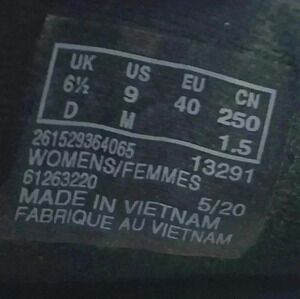 UK US EU CN
6½ 9 40 250
D M 1.5
261529364065 13291
WOMENS/FEMMES
61263220 5/20
MADE IN VIETNAM
FABRIQUE AU VIETNAM